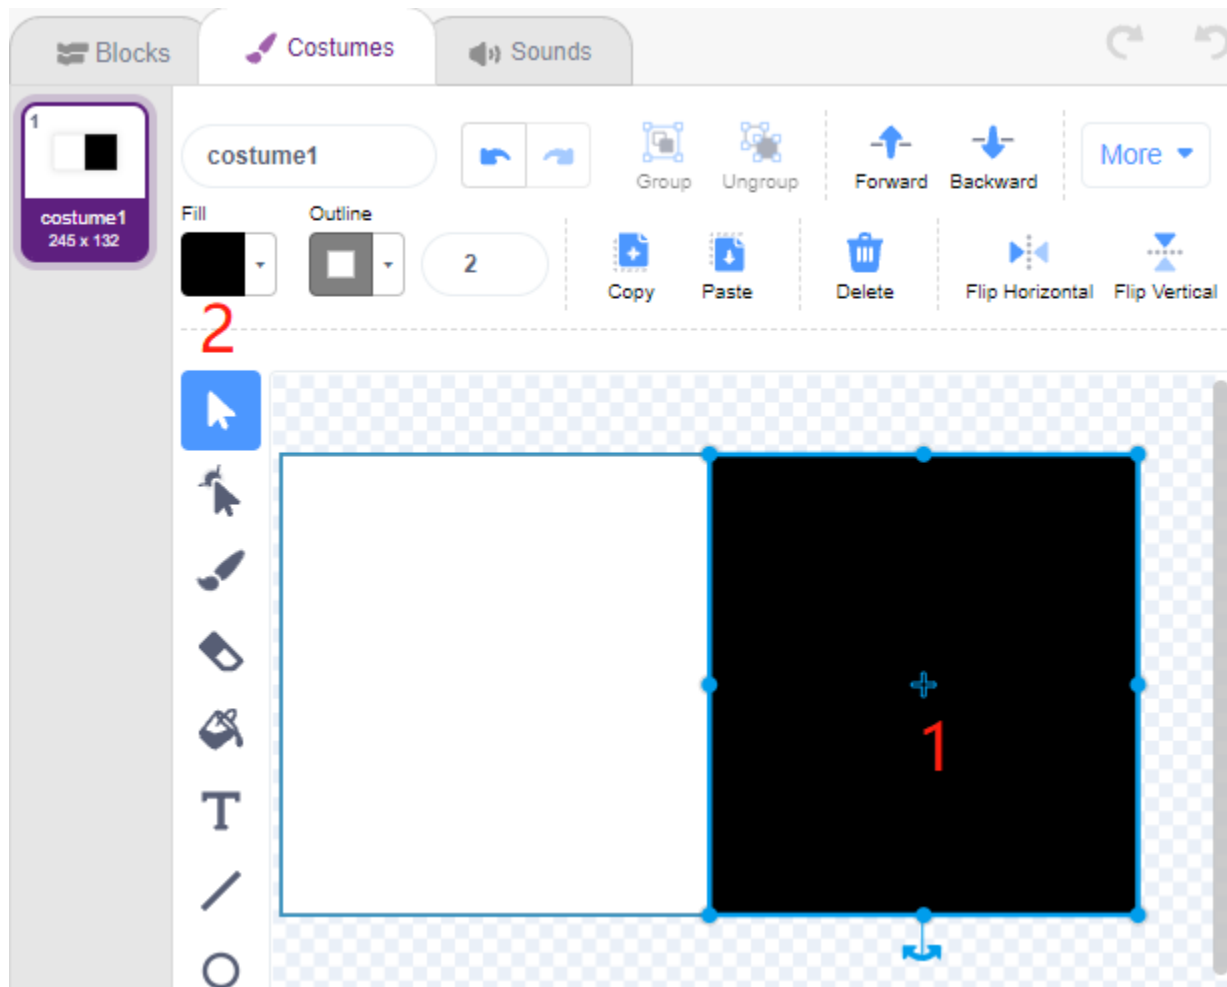 Blocks
Costumes
Sounds
1
costume1
245 x 132
costume1
Group
Ungroup
Forward
Backward
More
Fill
Outline
2
Copy
Paste
Delete
Flip Horizontal
Flip Vertical
2
T
1